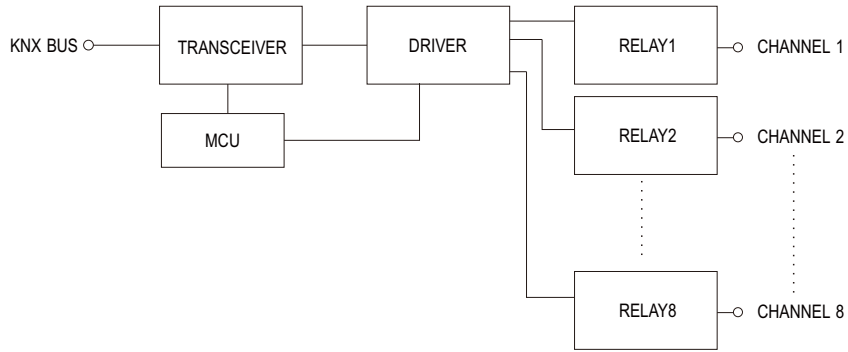 KNX BUS
TRANSCEIVER
DRIVER
RELAY1
CHANNEL 1
MCU
RELAY2
CHANNEL 2
RELAY8
CHANNEL 8